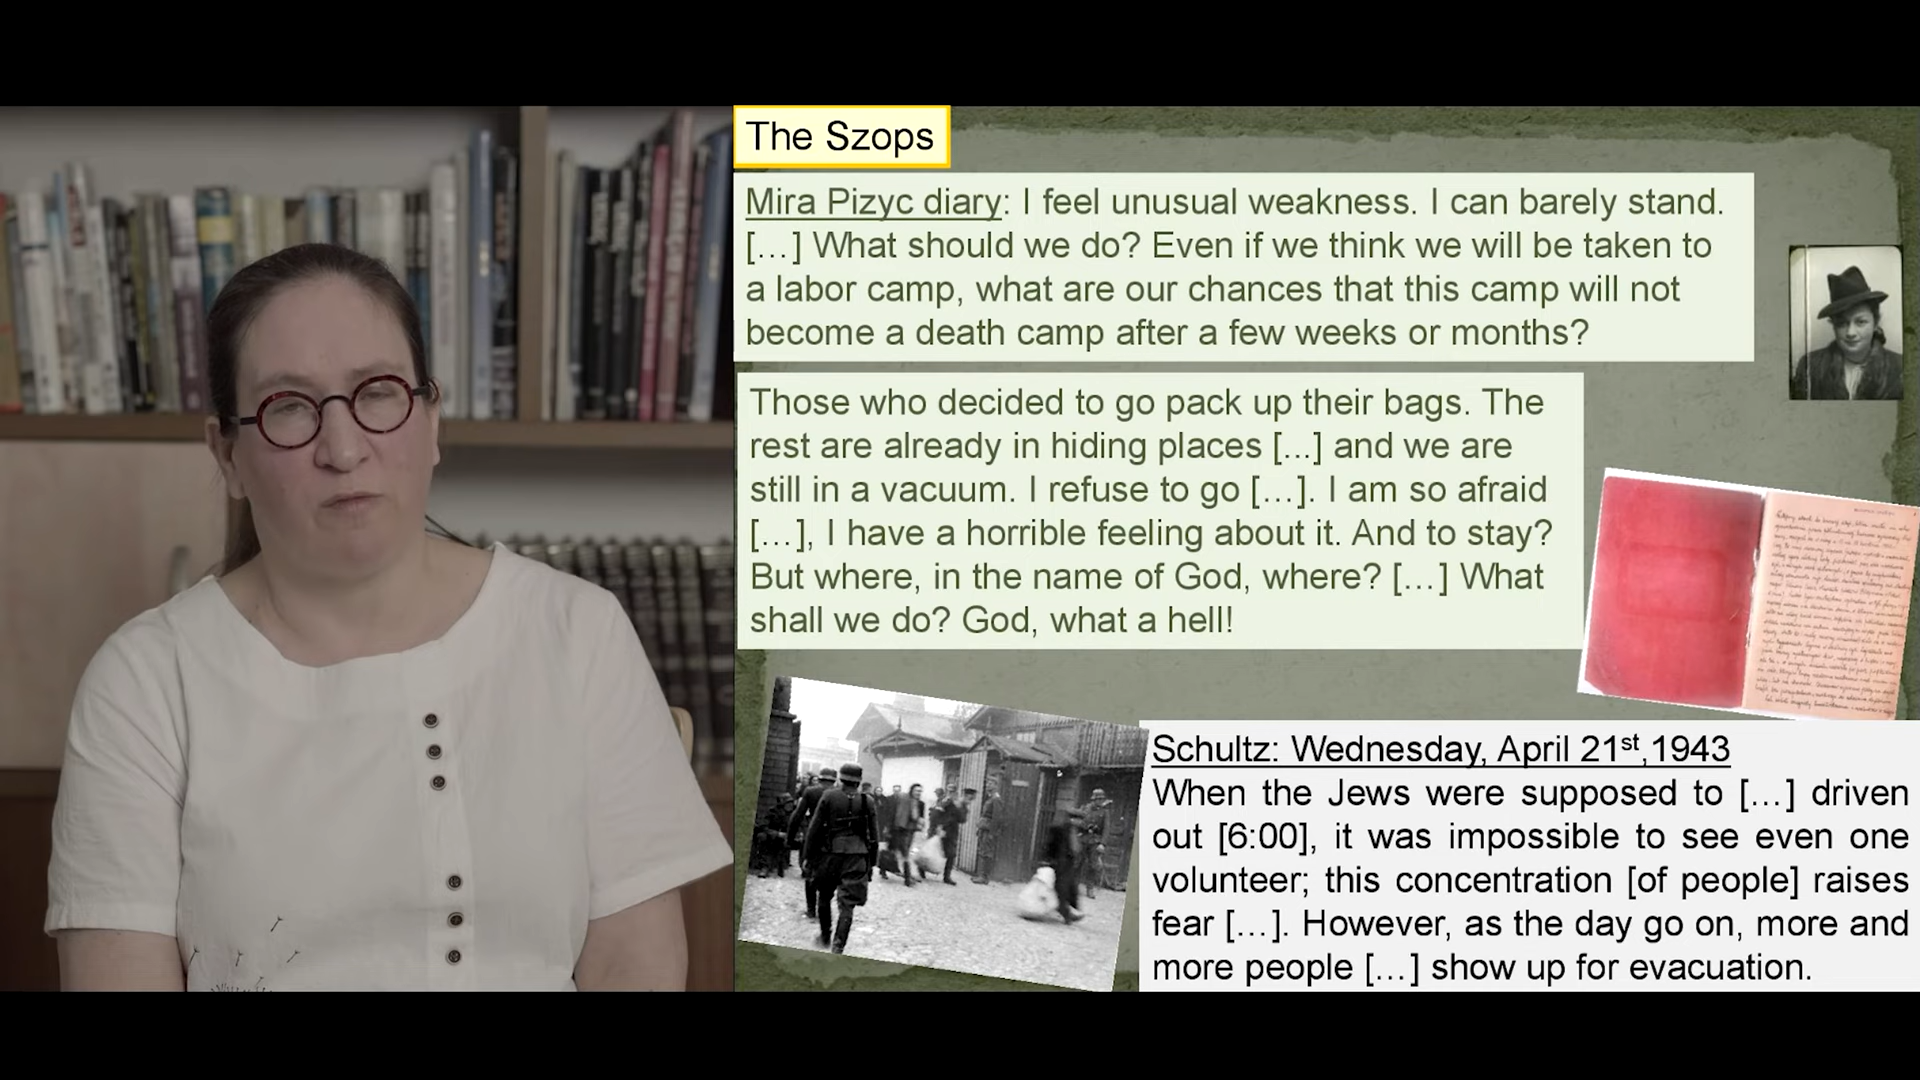 The Szops
Mira Pizyc diary: I feel unusual weakness. I can barely stand.
[…] What should we do? Even if we think we will be taken to
a labor camp, what are our chances that this camp will not
become a death camp after a few weeks or months?
Those who decided to go pack up their bags. The
rest are already in hiding places [...] and we are
still in a vacuum. I refuse to go […]. I am so afraid
[…], I have a horrible feeling about it. And to stay?
But where, in the name of God, where? […] What
shall we do? God, what a hell!
Schultz: Wednesday, April 21st,1943
When the Jews were supposed to […] driven
out [6:00], it was impossible to see even one
volunteer; this concentration [of people] raises
fear […]. However, as the day go on, more and
more people […] show up for evacuation.